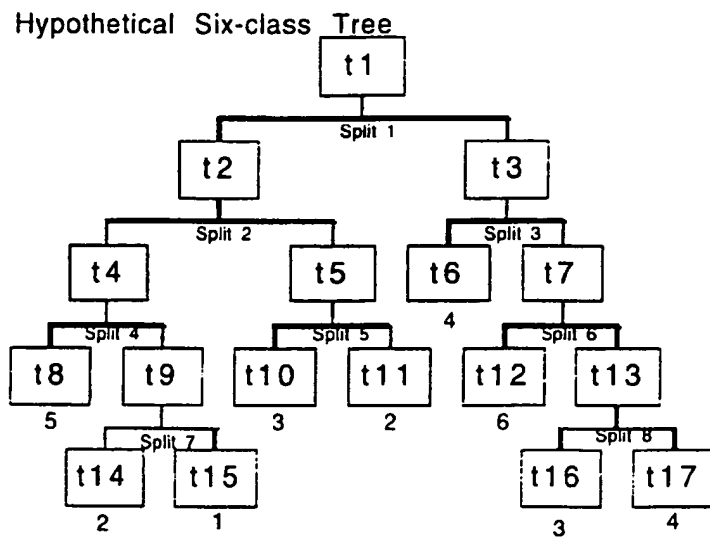 Hypothetical Six-class Tree
t1
Split 1
t2 t3
Split 2 Split 3
t4 t5 t6 t7
4
Split 4 Split 5 Split 6
t8 t9 t10 t11 t12 t13
5 3 2 6
Split 7 Split 8
t14 t15 t16 t17
2 1 3 4